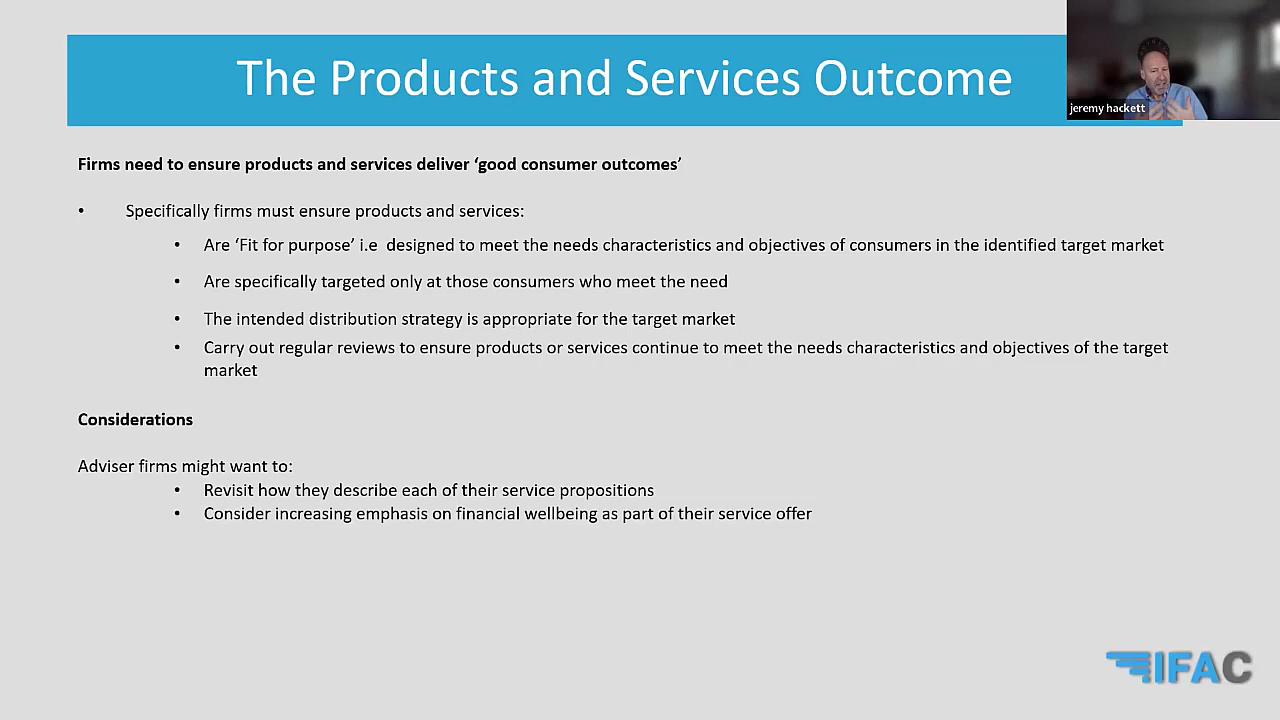 The Products and Services Outcome
jeremy hackett
Firms need to ensure products and services deliver ‘good consumer outcomes’
• Specifically firms must ensure products and services:
• Are ‘Fit for purpose’ i.e  designed to meet the needs characteristics and objectives of consumers in the identified target market
• Are specifically targeted only at those consumers who meet the need
• The intended distribution strategy is appropriate for the target market
• Carry out regular reviews to ensure products or services continue to meet the needs characteristics and objectives of the target
market
Considerations
Adviser firms might want to:
• Revisit how they describe each of their service propositions
• Consider increasing emphasis on financial wellbeing as part of their service offer
IFAC